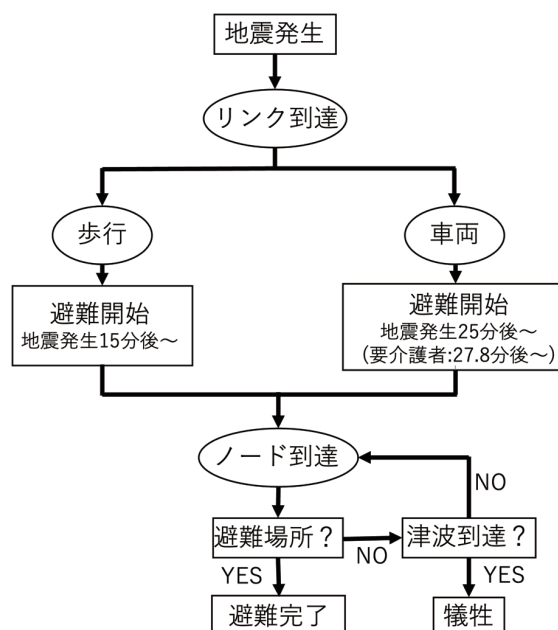 地震発生
リンク到達
歩行
車両
避難開始
地震発生15分後～
避難開始
地震発生25分後～
(要介護者:27.8分後～)
ノード到達
NO
避難場所？
NO
津波到達？
YES
YES
避難完了
犠牲